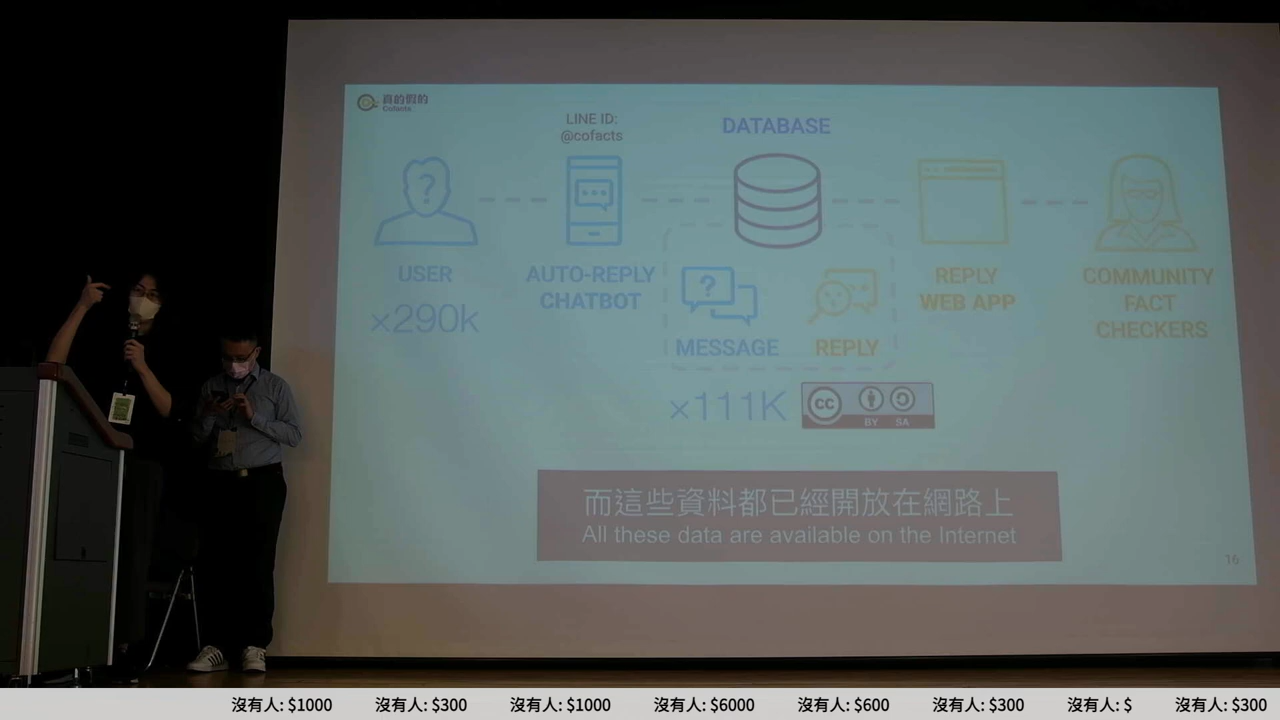 真的假的
Cofacts
LINE ID:
@cofacts
DATABASE
USER
×290k
AUTO-REPLY
CHATBOT
MESSAGE
REPLY
×111K
CC
BY SA
REPLY
WEB APP
COMMUNITY
FACT
CHECKERS
而這些資料都已經開放在網路上
All these data are available on the Internet
16
沒有人: $1000 沒有人: $300 沒有人: $1000 沒有人: $6000 沒有人: $600 沒有人: $300 沒有人: $ 沒有人: $300